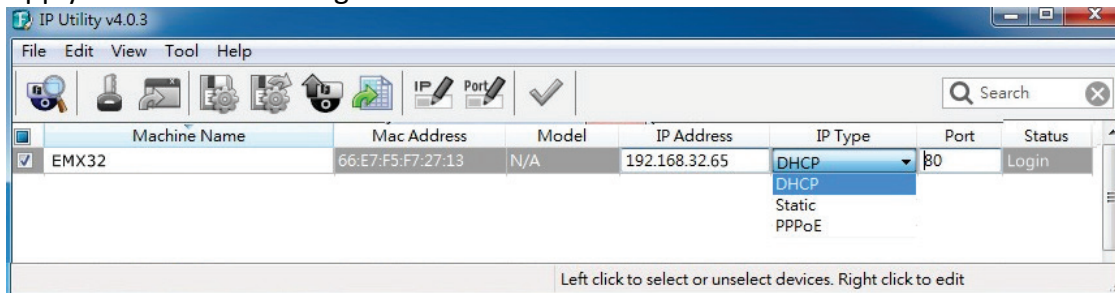 IP Utility v4.0.3
File Edit View Tool Help
IP Port Search
Machine Name Mac Address Model IP Address IP Type Port Status
EMX32 66:E7:F5:F7:27:13 N/A 192.168.32.65 DHCP 80 Login
DHCP
Static
PPPoE
Left click to select or unselect devices. Right click to edit